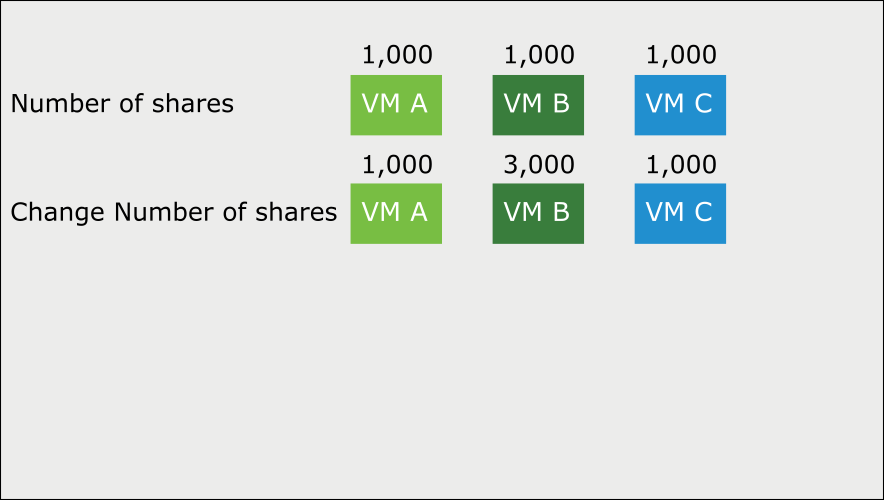 1,000 1,000 1,000
Number of shares VM A VM B VM C
1,000 3,000 1,000
Change Number of shares VM A VM B VM C